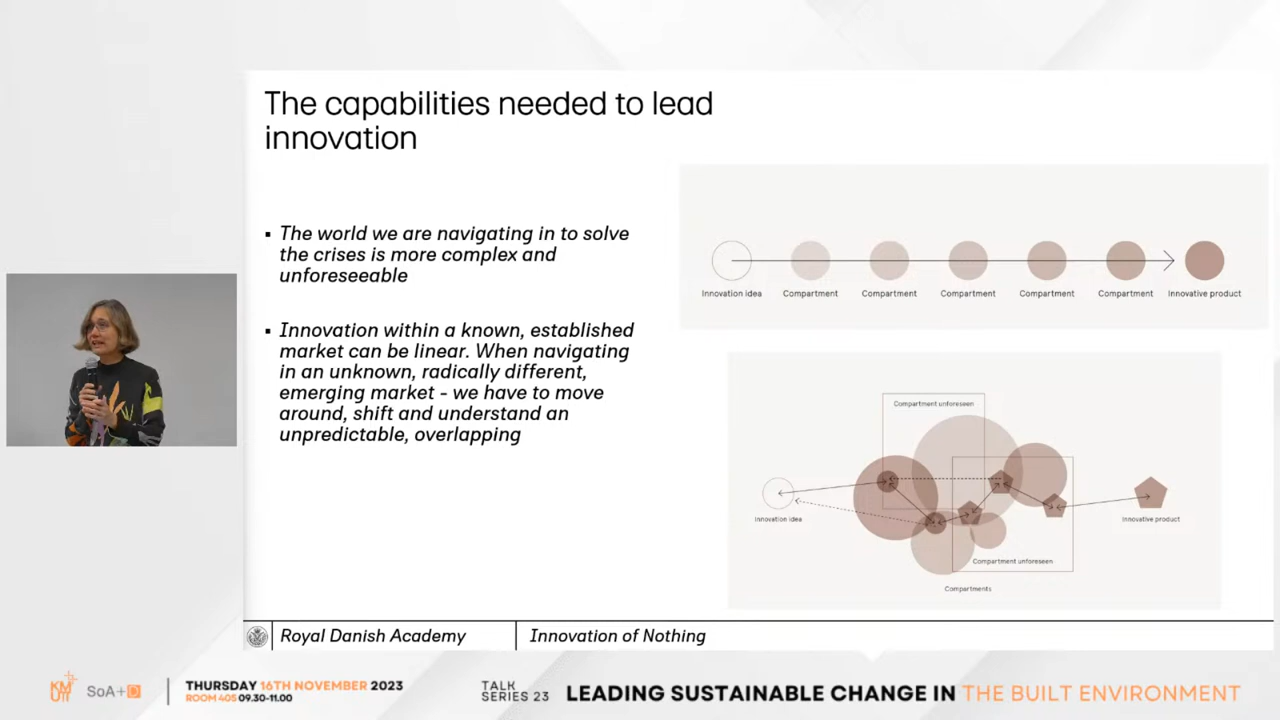 The capabilities needed to lead
innovation
▪ The world we are navigating in to solve
the crises is more complex and
unforeseeable
▪ Innovation within a known, established
market can be linear. When navigating
in an unknown, radically different,
emerging market - we have to move
around, shift and understand an
unpredictable, overlapping
Innovation idea
Compartment
Compartment
Compartment
Compartment
Compartment
Innovative product
Compartment unforeseen
Innovation idea
Innovative product
Compartment unforeseen
Compartments
Royal Danish Academy
Innovation of Nothing
KMUTT
SoA+D
THURSDAY 16TH NOVEMBER 2023
ROOM 405 09.30-11.00
TALK
SERIES 23
LEADING SUSTAINABLE CHANGE IN THE BUILT ENVIRONMENT